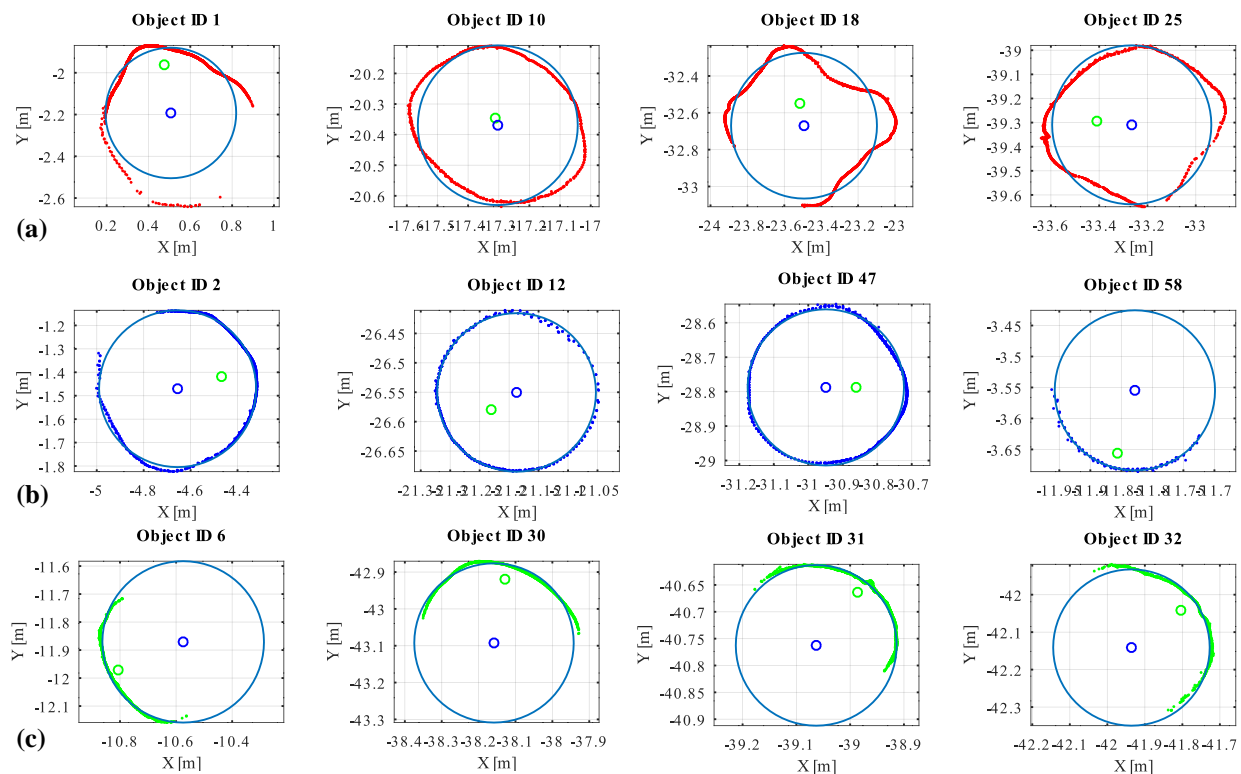 Object ID 1 Object ID 10 Object ID 18 Object ID 25
-2 -20.2 -32.4 -39
-2.2 -20.3 -32.6 -39.1
-2.4 -20.4 -32.8 -39.2
-2.6 -20.5 -33 -39.3
-20.6 -39.4
-39.5
-39.6
Y [m] Y [m] Y [m] Y [m]
0.2 0.4 0.6 0.8 1 -17.6 -17.5 -17.4 -17.3 -17.2 -17.1 -17 -24 -23.8 -23.6 -23.4 -23.2 -23 -33.6 -33.4 -33.2 -33
(a) X [m] X [m] X [m] X [m]
Object ID 2 Object ID 12 Object ID 47 Object ID 58
-1.2 -26.45 -28.6 -3.45
-1.3 -26.5 -28.7 -3.5
-1.4 -26.55 -28.8 -3.55
-1.5 -26.6 -28.9 -3.6
-1.6 -26.65 -29 -3.65
-1.7
-1.8
Y [m] Y [m] Y [m] Y [m]
-5 -4.8 -4.6 -4.4 -31.2 -31.1 -31 -30.9 -30.8 -30.7
(b) X [m] X [m] X [m] X [m]
Object ID 6 Object ID 30 Object ID 31 Object ID 32
-11.6 -42.9 -40.65 -42
-11.7 -43 -40.7 -42.1
-11.8 -43.1 -40.75 -42.2
-11.9 -43.2 -40.8 -42.3
-12 -43.3 -40.85
-12.1 -40.9
Y [m] Y [m] Y [m] Y [m]
-10.8 -10.6 -10.4 -38.4 -38.3 -38.2 -38.1 -38 -37.9 -39.2 -39.1 -39 -38.9 -42.2 -42.1 -42 -41.9 -41.8 -41.7
(c) X [m] X [m] X [m] X [m]